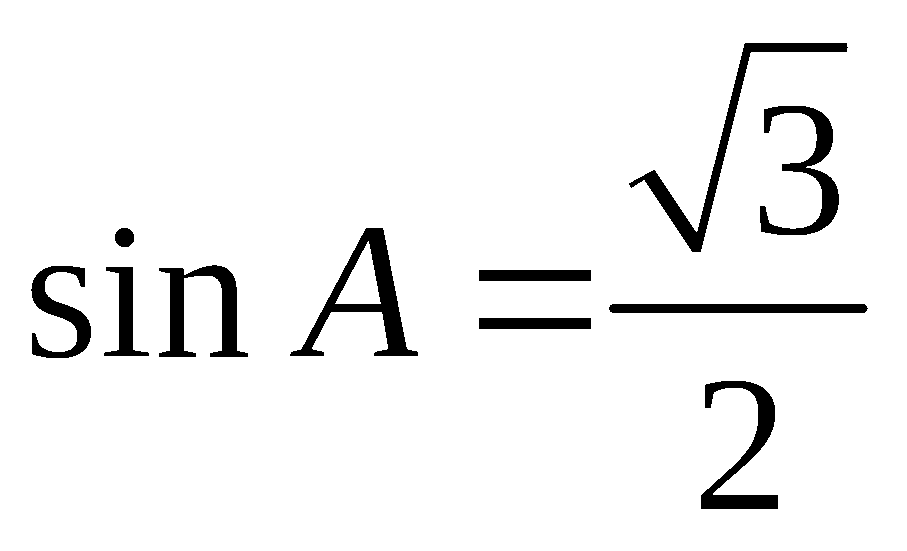 sin A = √3/2